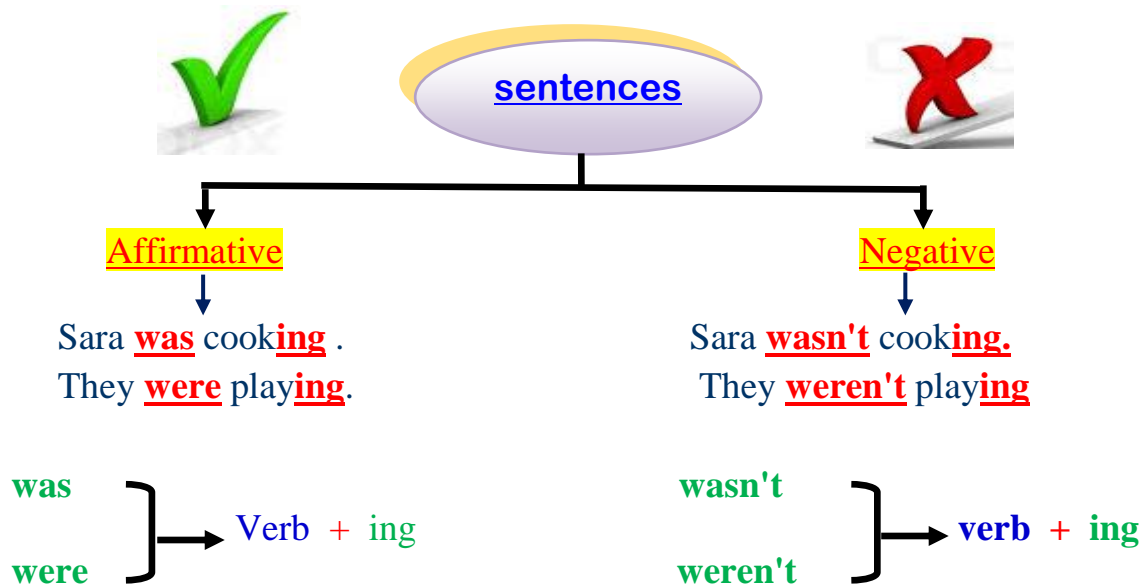 sentences
Affirmative
Negative
Sara was cooking .
They were playing.
Sara wasn't cooking.
They weren't playing
was
were
Verb + ing
wasn't
weren't
verb + ing